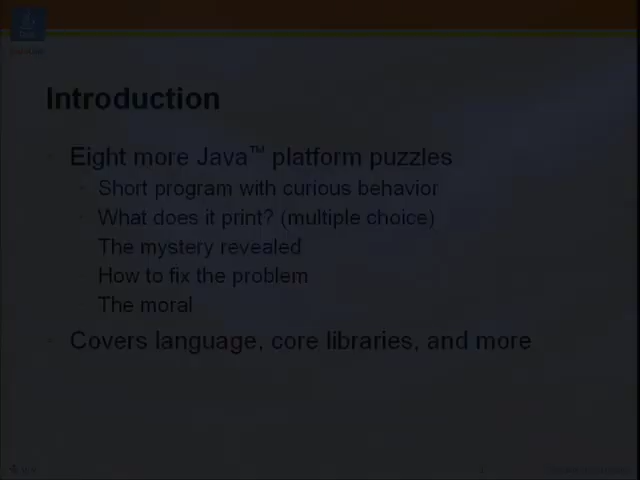 Introduction
Eight more Java™ platform puzzles
Short program with curious behavior
What does it print? (multiple choice)
The mystery revealed
How to fix the problem
The moral
Covers language, core libraries, and more